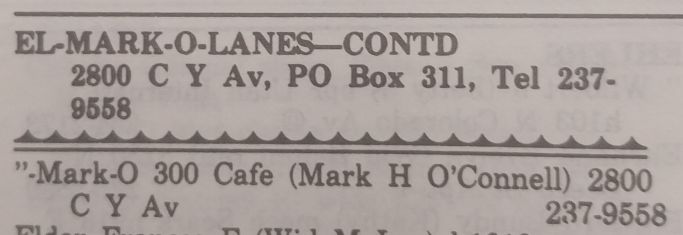 EL-MARK-O-LANES—CONTD
2800 C Y Av, PO Box 311, Tel 237-
9558
"-Mark-O 300 Cafe (Mark H O'Connell) 2800
C Y Av 237-9558